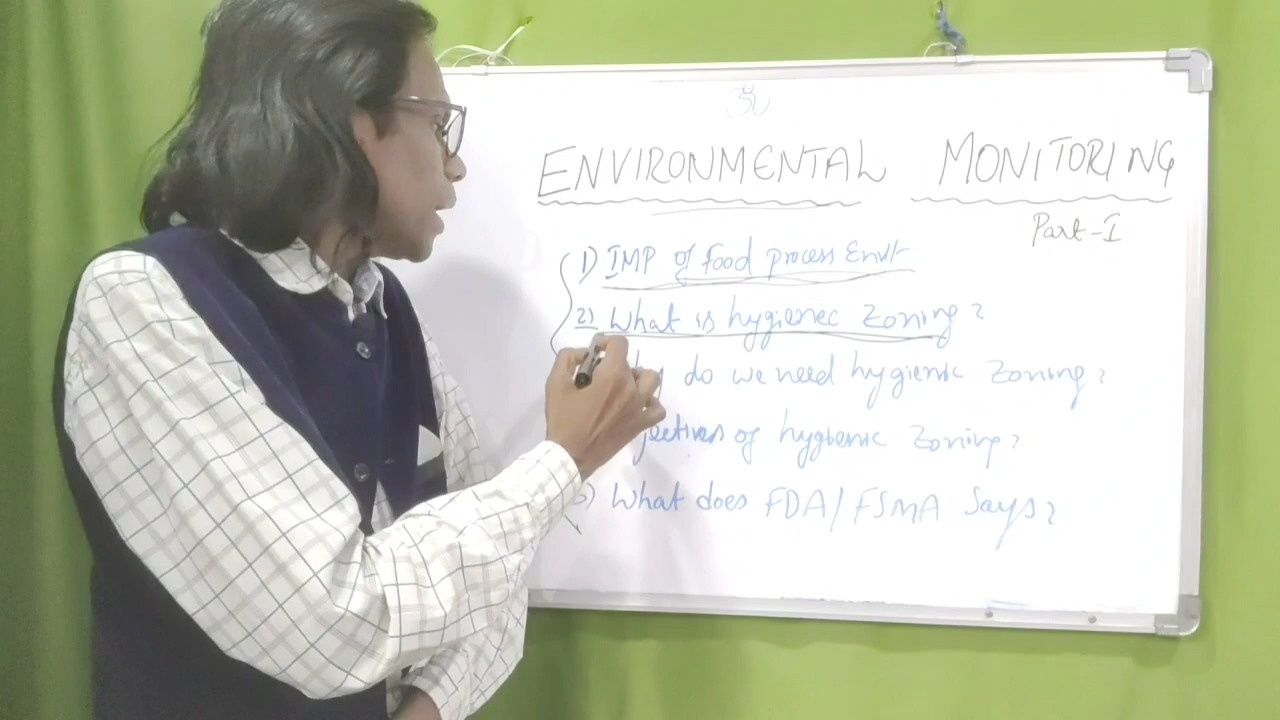 ॐ
ENVIRONMENTAL MONITORING
Part-I
1) IMP of food process Envt
2) What is hygienec Zoning?
do we need hygienic Zoning?
of hygienic Zoning?
What does FDA/FSMA Says?